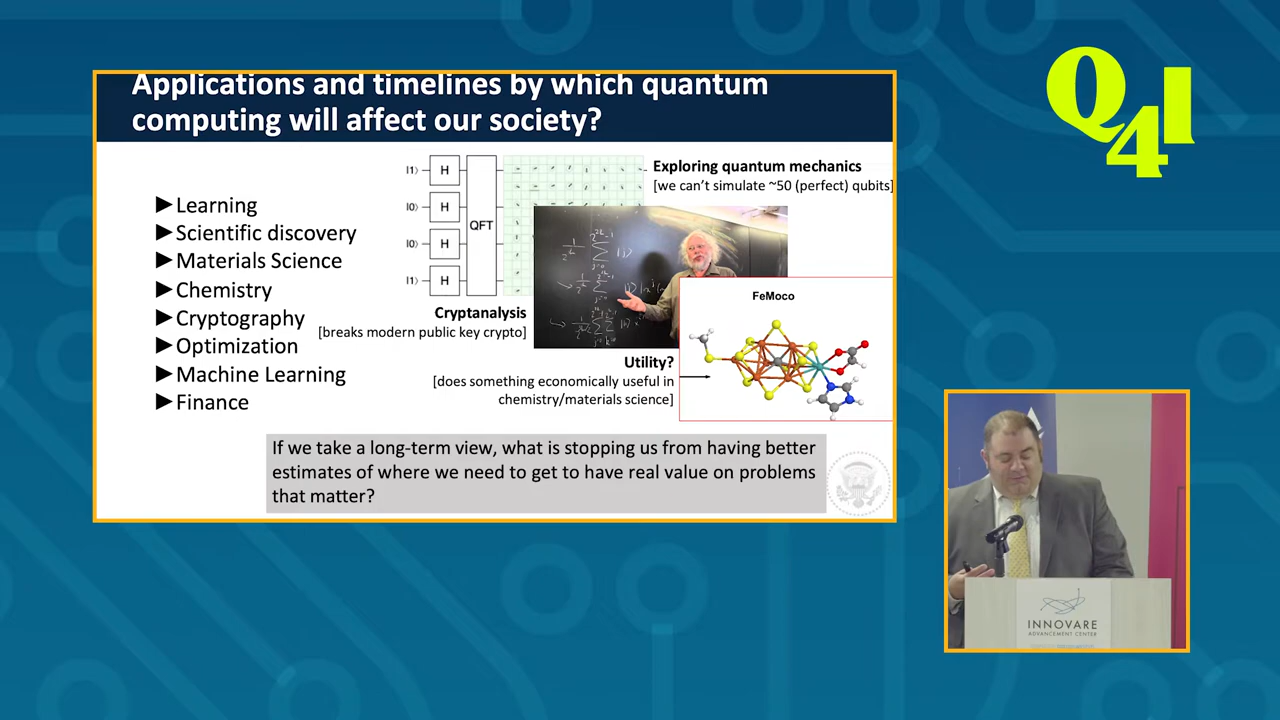 Applications and timelines by which quantum
computing will affect our society?
Q4I
►Learning
►Scientific discovery
►Materials Science
►Chemistry
►Cryptography
►Optimization
►Machine Learning
►Finance
|1⟩ H
|0⟩ H
QFT
|0⟩ H
|1⟩ H
Exploring quantum mechanics
[we can't simulate ~50 (perfect) qubits]
Cryptanalysis
[breaks modern public key crypto]
Utility?
[does something economically useful in
chemistry/materials science]
FeMoco
If we take a long-term view, what is stopping us from having better
estimates of where we need to get to have real value on problems
that matter?
INNOVARE
ADVANCEMENT CENTER